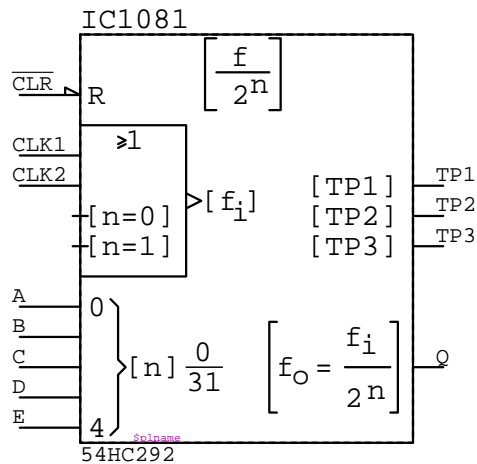 IC1081
[f/2ⁿ]
CLR
R
CLK1
≥1
CLK2
[fᵢ]
[n=0]
[n=1]
[TP1] TP1
[TP2] TP2
[TP3] TP3
A 0
B
C [n] 0/31
D
E 4
[fO = fᵢ/2ⁿ] Q
$plname
54HC292